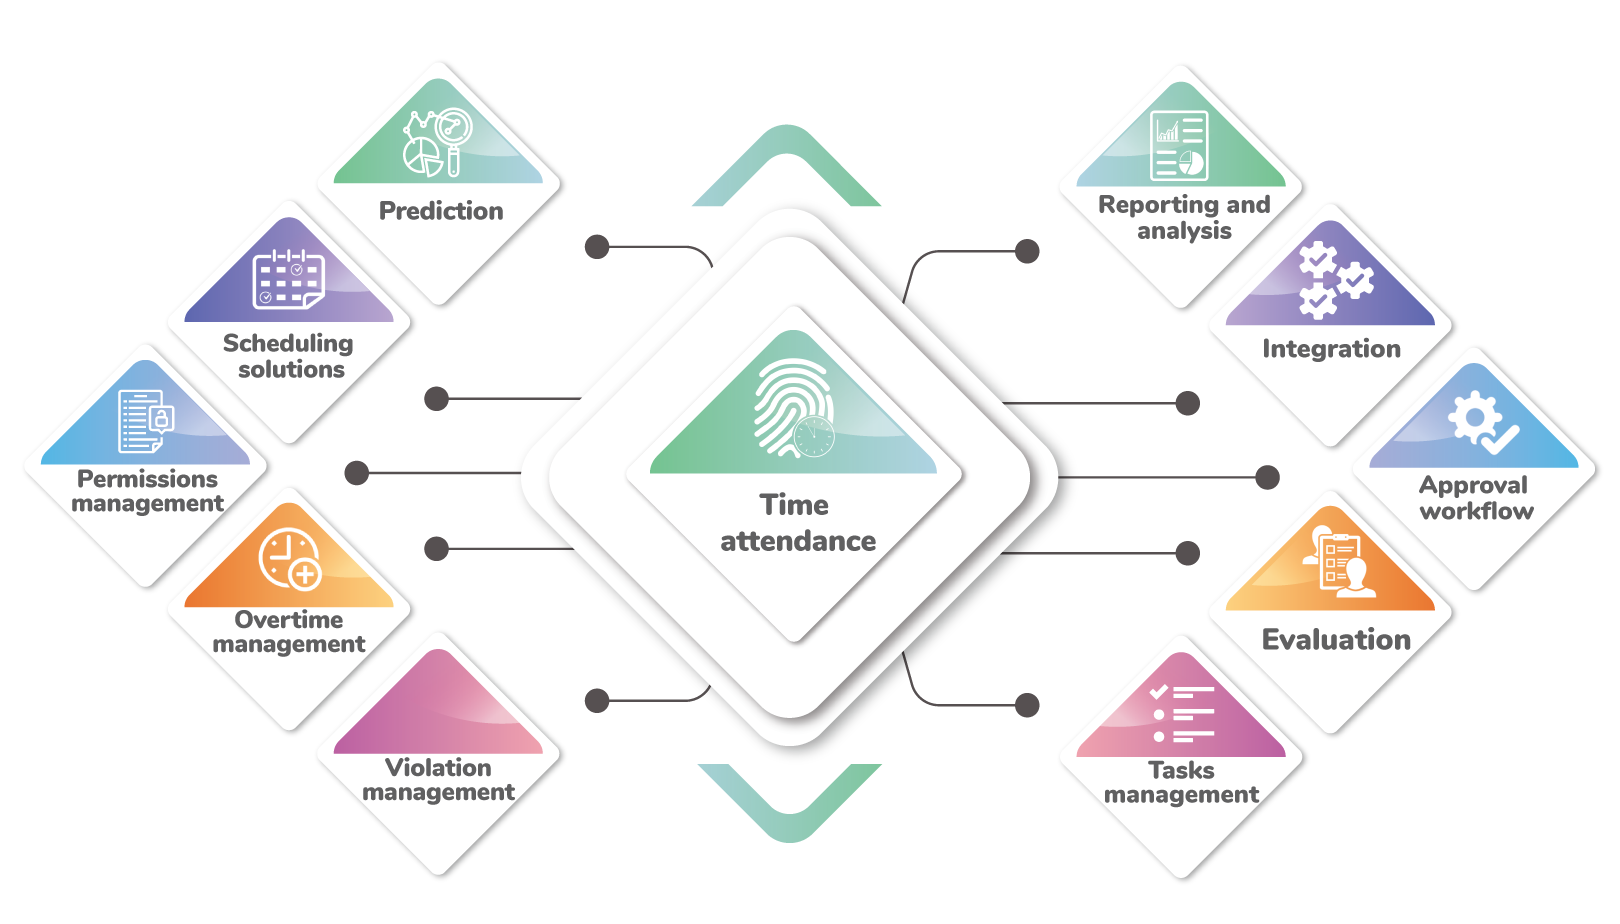 Prediction
Scheduling
solutions
Permissions
management
Overtime
management
Violation
management
Time
attendance
Reporting and
analysis
Integration
Approval
workflow
Evaluation
Tasks
management